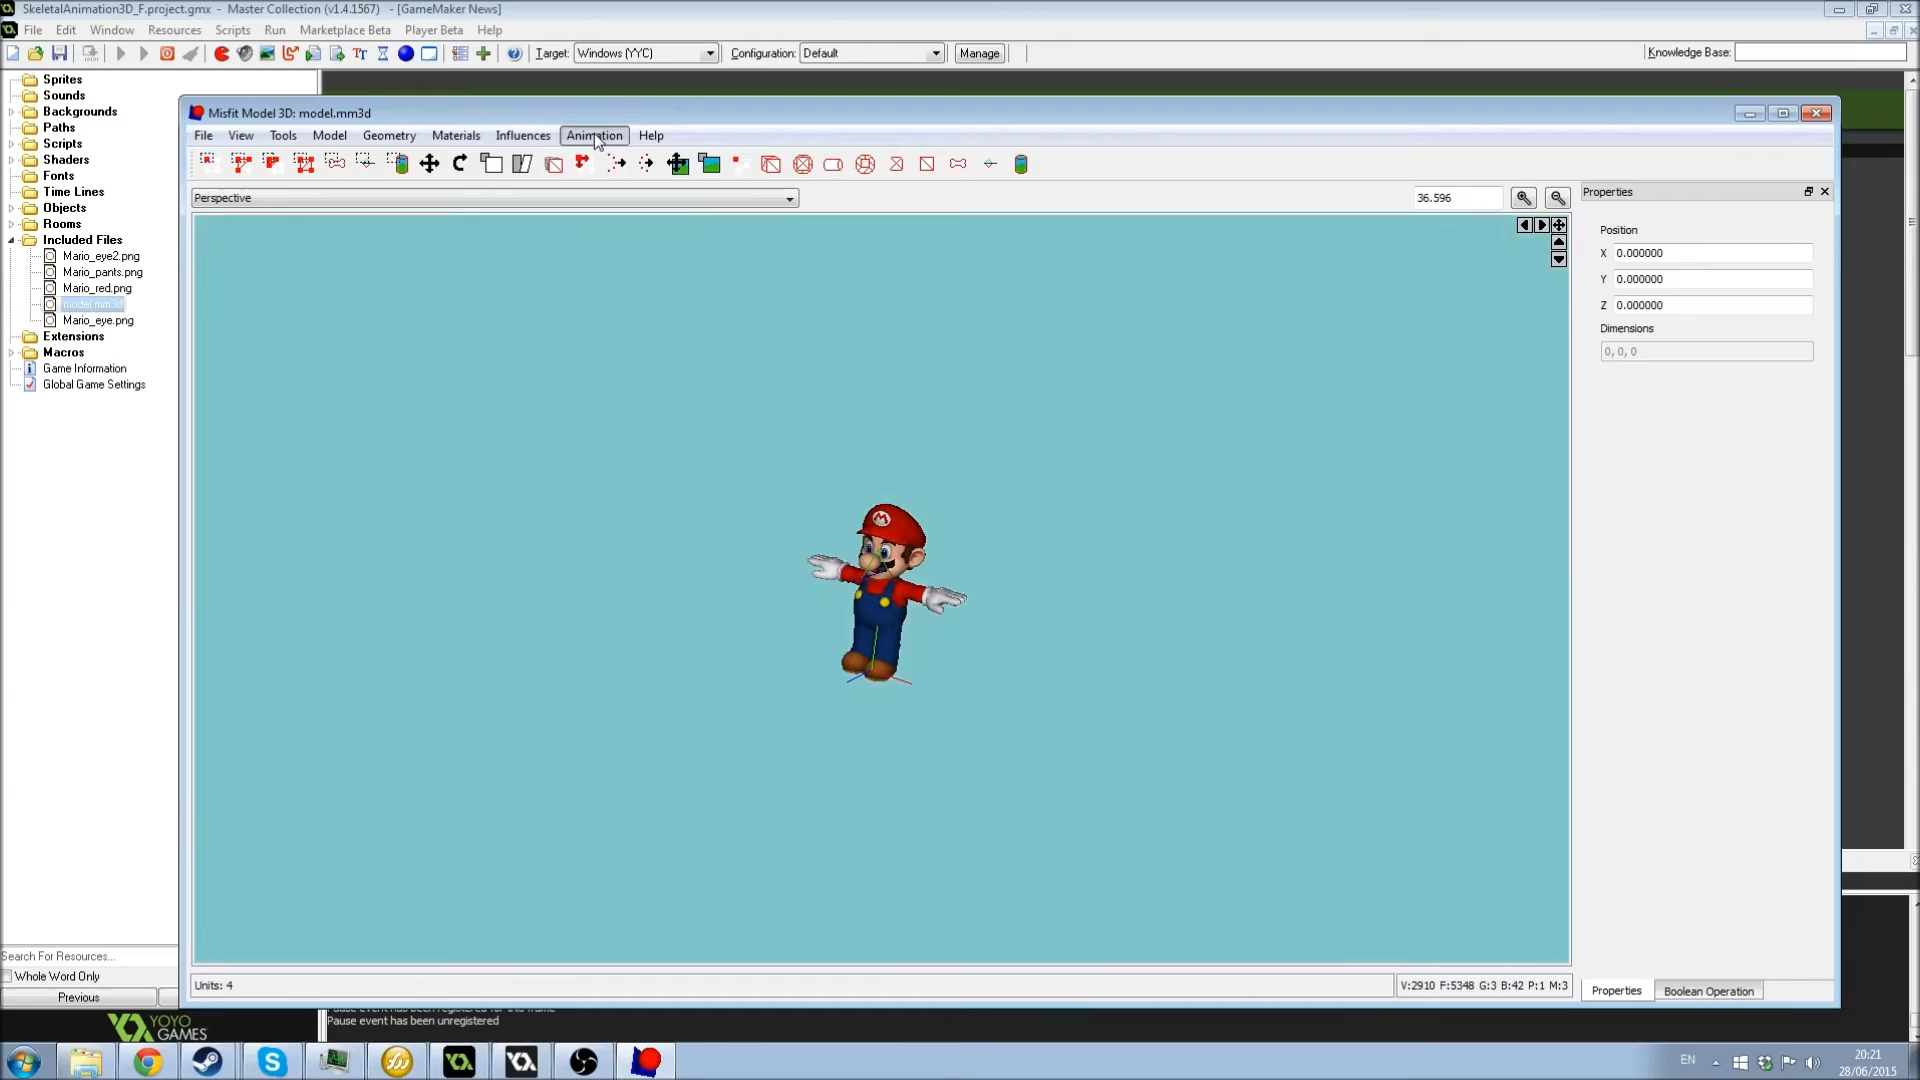 SkeletalAnimation3D_F.project.gmx - Master Collection (v1.4.1567) - [GameMaker News]
File Edit Window Resources Scripts Run Marketplace Beta Player Beta Help
Target: Windows (YYC) Configuration: Default Manage Knowledge Base:
Sprites
Sounds
Backgrounds
Paths
Scripts
Shaders
Fonts
Time Lines
Objects
Rooms
Included Files
Mario_eye2.png
Mario_pants.png
Mario_red.png
model.mm3d
Mario_eye.png
Extensions
Macros
Game Information
Global Game Settings
Search For Resources...
Whole Word Only
Previous
Misfit Model 3D: model.mm3d
File View Tools Model Geometry Materials Influences Animation Help
Perspective 36.596
Properties
Position
X 0.000000
Y 0.000000
Z 0.000000
Dimensions
0, 0, 0
M
Units: 4
V:2910 F:5348 G:3 B:42 P:1 M:3
Properties Boolean Operation
Pause event has been unregistered
YOYO
GAMES
EN
20:21
28/06/2015